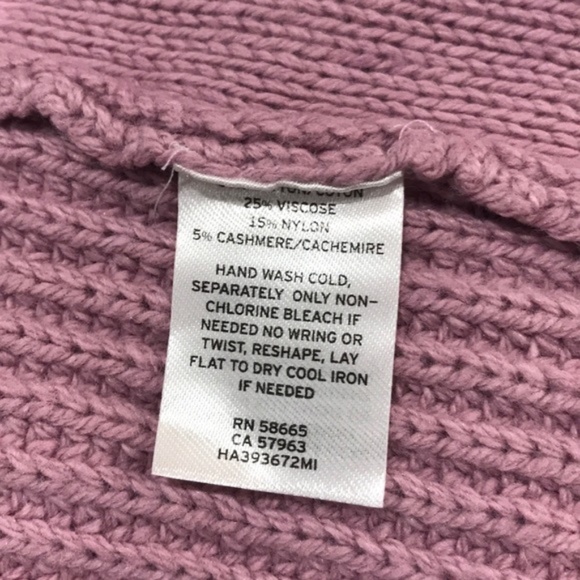 COTON
25% VISCOSE
15% NYLON
5% CASHMERE/CACHEMIRE
HAND WASH COLD,
SEPARATELY ONLY NON-
CHLORINE BLEACH IF
NEEDED NO WRING OR
TWIST, RESHAPE, LAY
FLAT TO DRY COOL IRON
IF NEEDED
RN 58665
CA 57963
HA393672MI